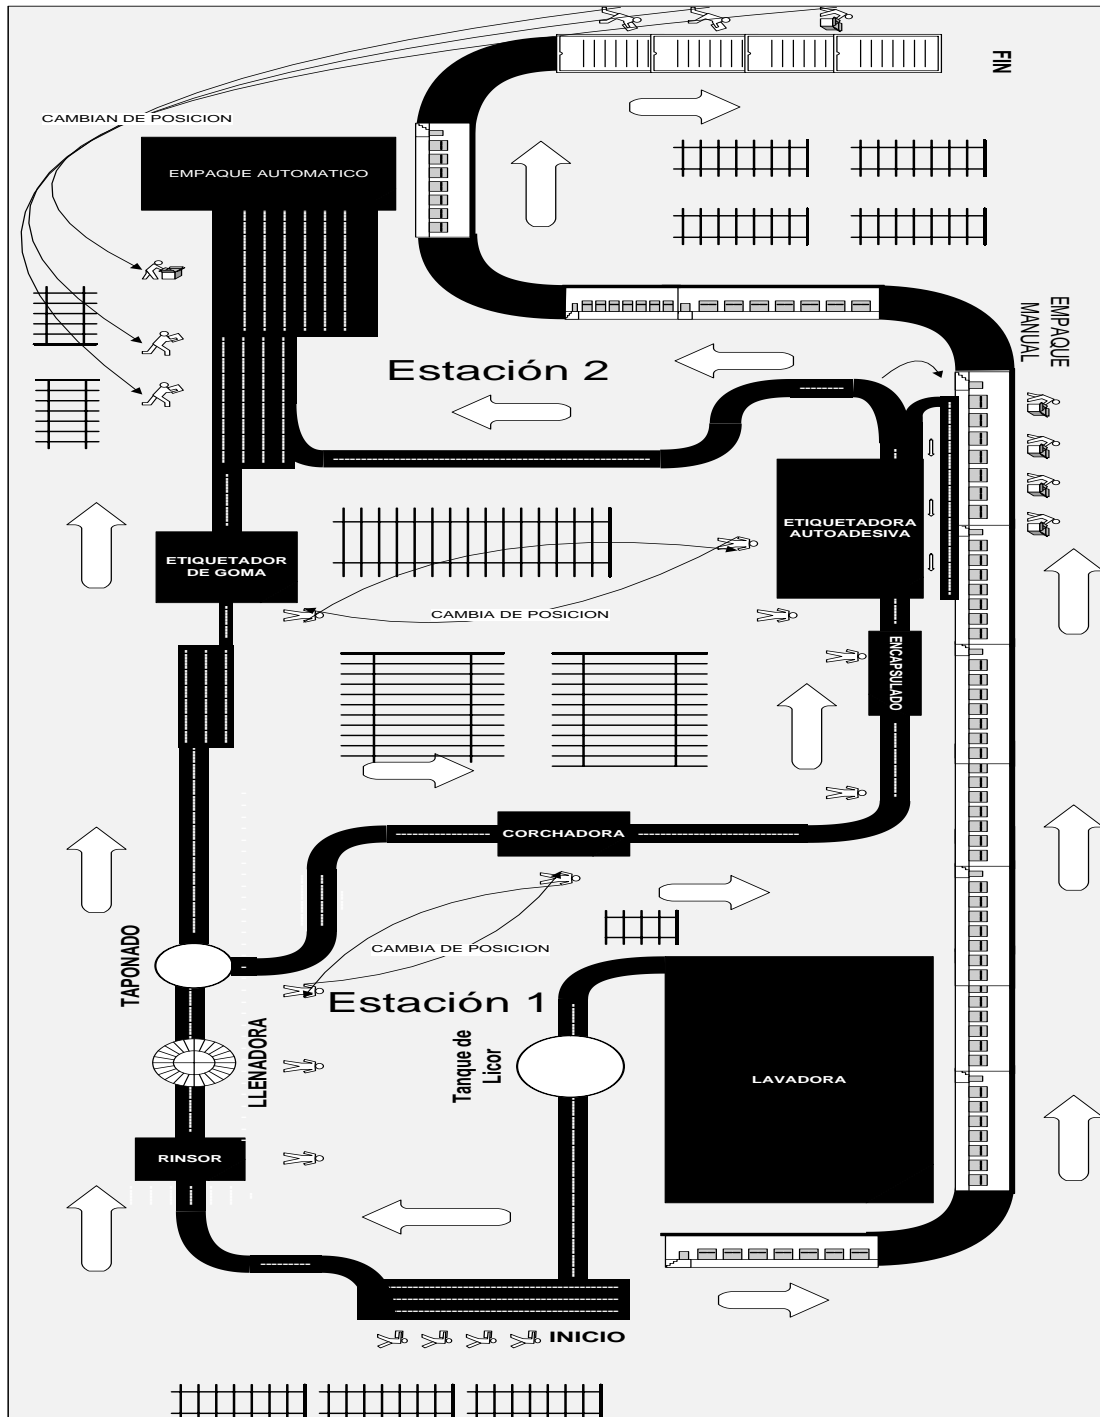 FIN
CAMBIAN DE POSICION
EMPAQUE AUTOMATICO
EMPAQUE
MANUAL
Estación 2
ETIQUETADORA
AUTOADESIVA
ETIQUETADOR
DE GOMA
CAMBIA DE POSICION
ENCAPSULADO
CORCHADORA
TAPONADO
CAMBIA DE POSICION
Estación 1
LLENADORA
Tanque de
Licor
LAVADORA
RINSOR
INICIO